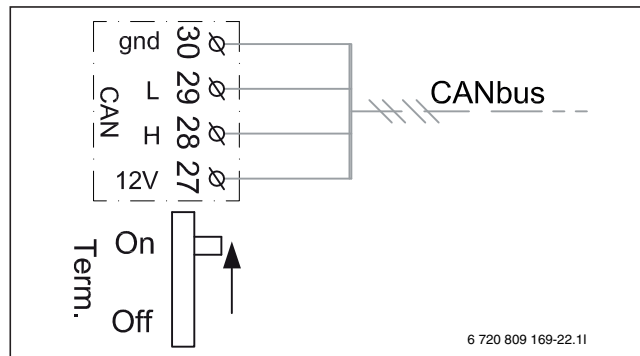 gnd 30
L 29
H 28
12V 27
CAN
CANbus
Term.
On
Off
6 720 809 169-22.1I